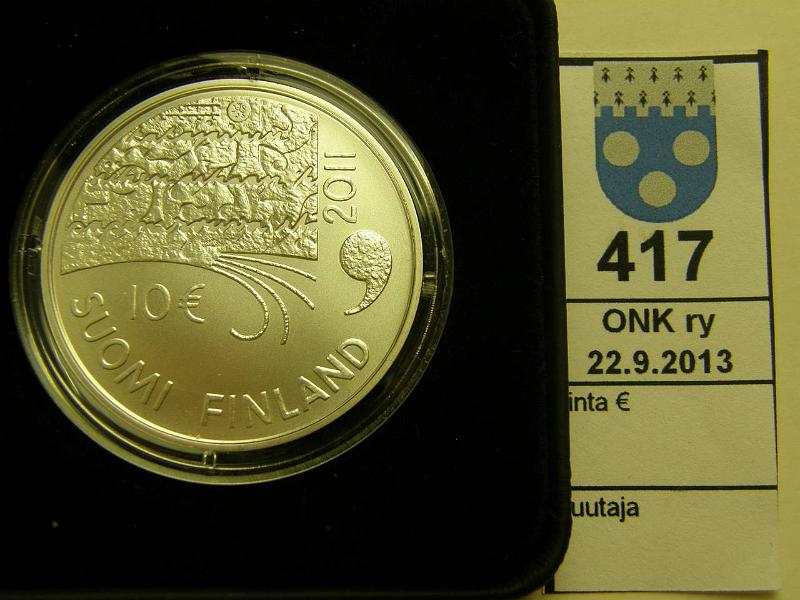 2011
10 €
SUOMI FINLAND
417
ONK ry
22.9.2013
inta €
uutaja